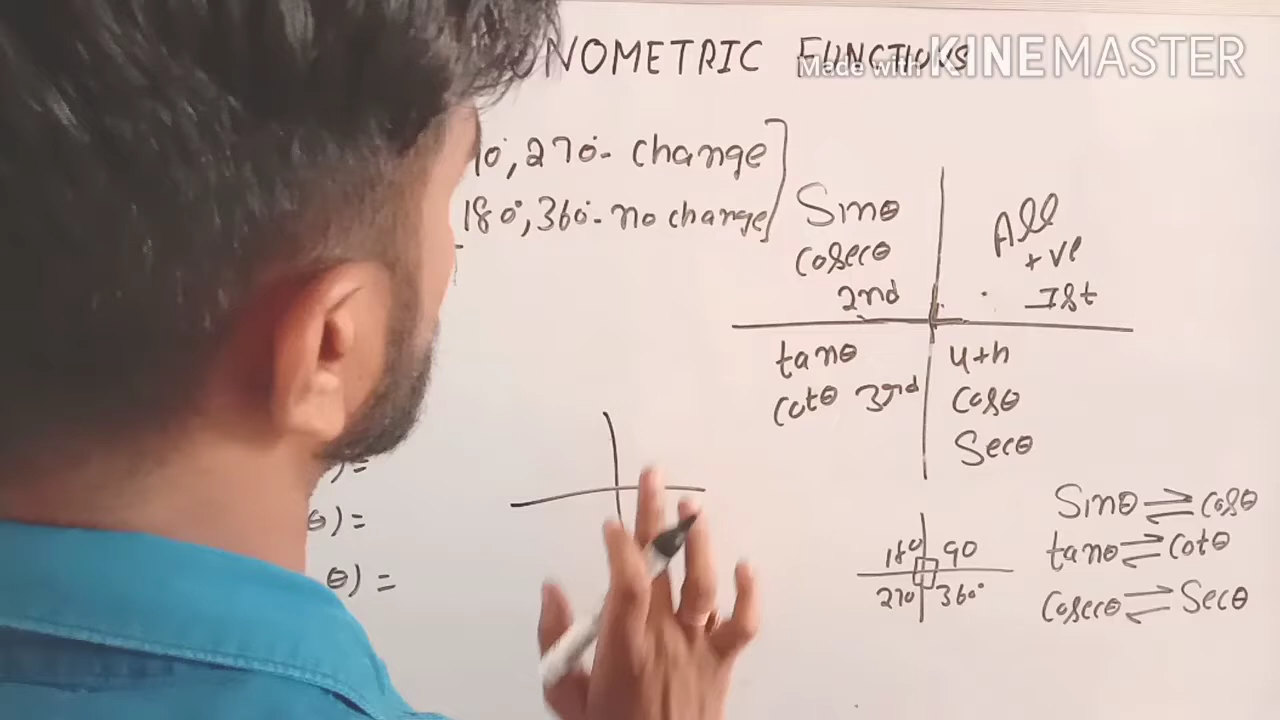 ONOMETRIC FUNCTIONS
Made with KINEMASTER
90°, 270°- change
180°, 360°- no change
Sinθ
Cosecθ
2nd
All
+ve
Ist
tanθ
Cotθ 3rd
4th
Cosθ
Secθ
)=
θ)=
θ)=
180° 90
270 360°
Sinθ ⇌ Cosθ
tanθ ⇌ Cotθ
Cosecθ ⇌ Secθ